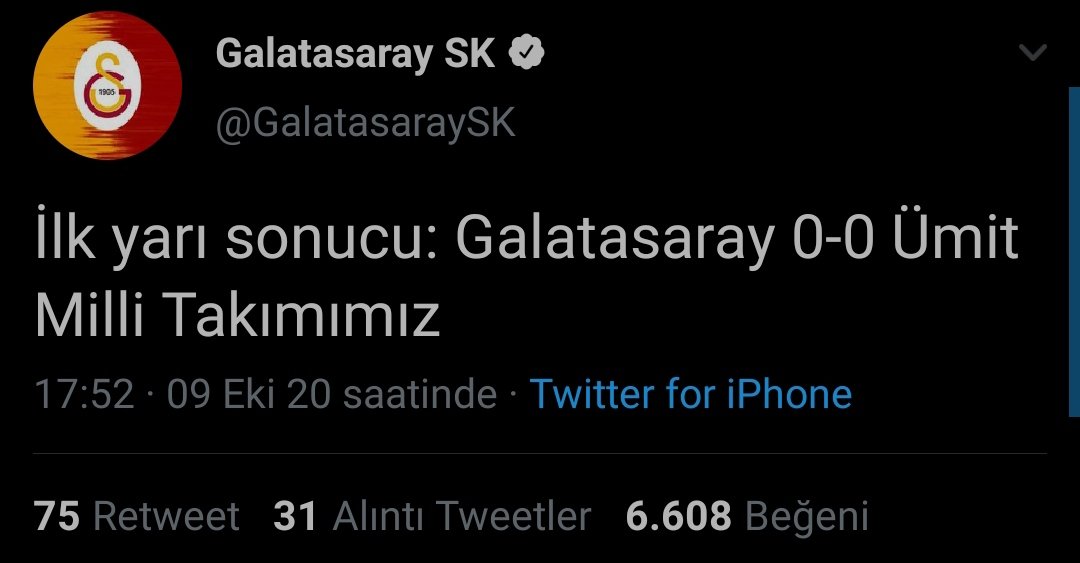 Galatasaray SK
@GalatasaraySK
İlk yarı sonucu: Galatasaray 0-0 Ümit
Milli Takımımız
17:52 · 09 Eki 20 saatinde · Twitter for iPhone
75 Retweet 31 Alıntı Tweetler 6.608 Beğeni